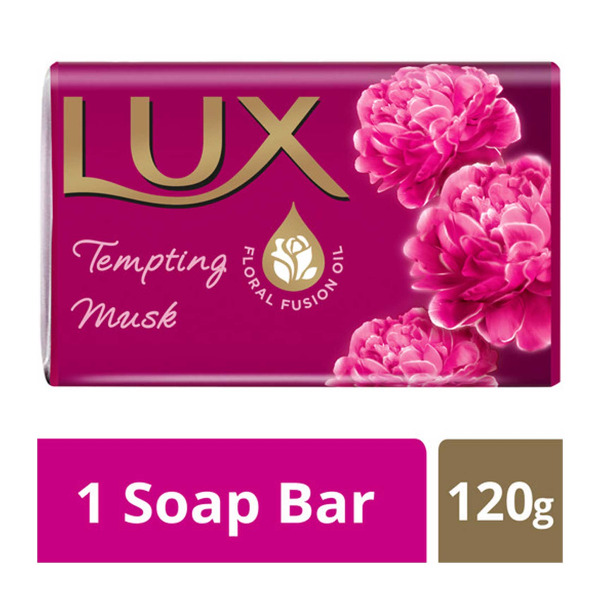 LUX
Tempting
Musk
FLORAL FUSION OIL
1 Soap Bar
120g